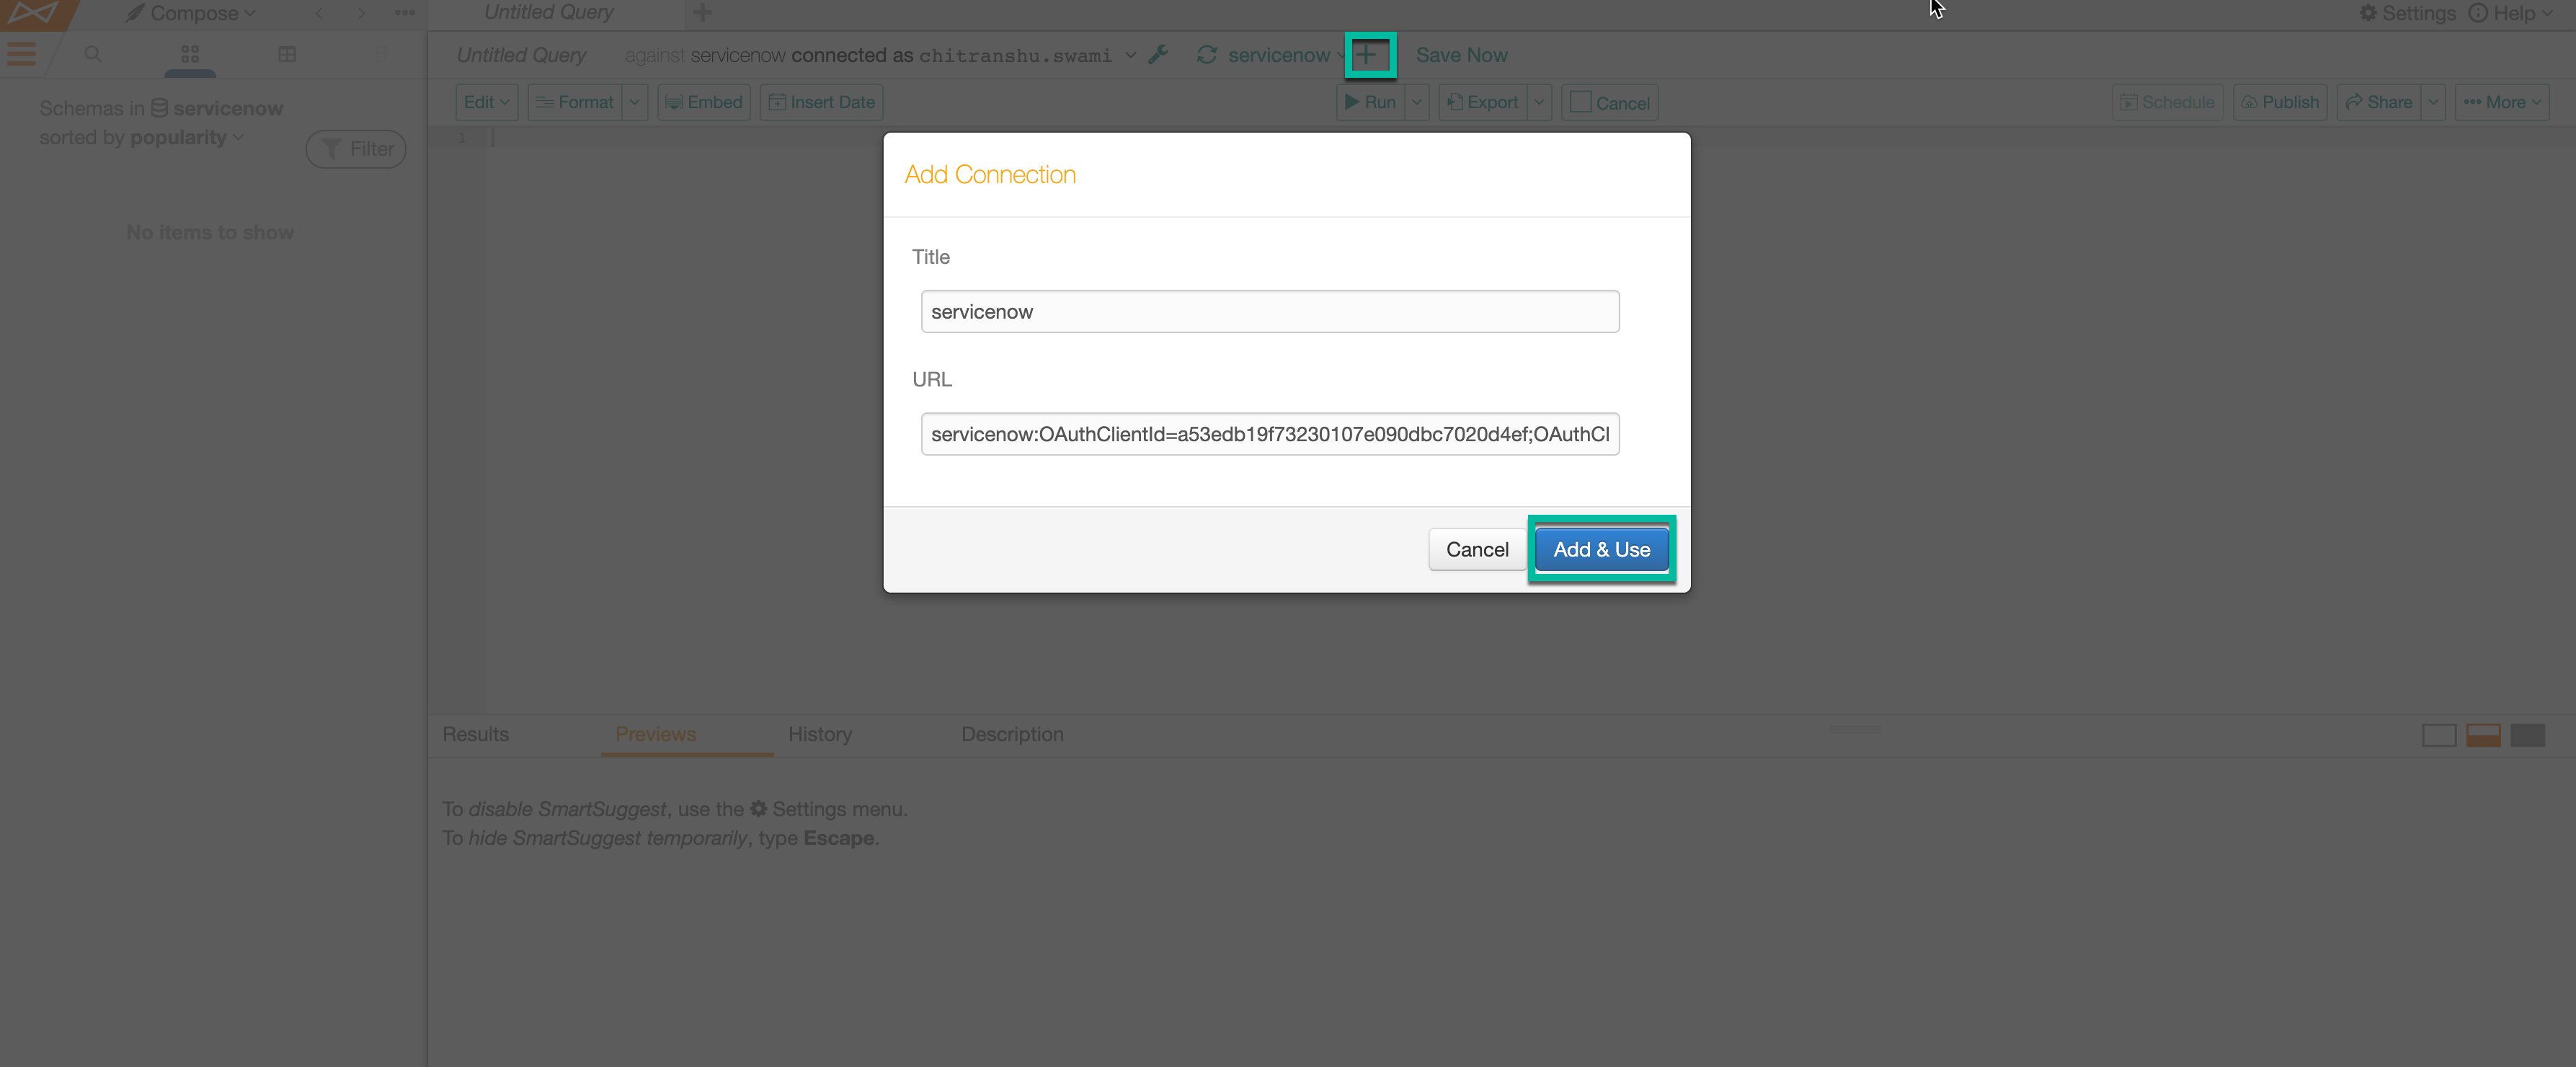 Compose
Untitled Query
Settings
Help
Untitled Query
against servicenow connected as chitranshu.swami
servicenow
Save Now
Edit
Format
Embed
Insert Date
Run
Export
Cancel
Schedule
Publish
Share
More
Schemas in servicenow
sorted by popularity
Filter
No items to show
1
Add Connection
Title
servicenow
URL
servicenow:OAuthClientId=a53edb19f73230107e090dbc7020d4ef;OAuthCl
Cancel
Add & Use
Results
Previews
History
Description
To disable SmartSuggest, use the Settings menu.
To hide SmartSuggest temporarily, type Escape.